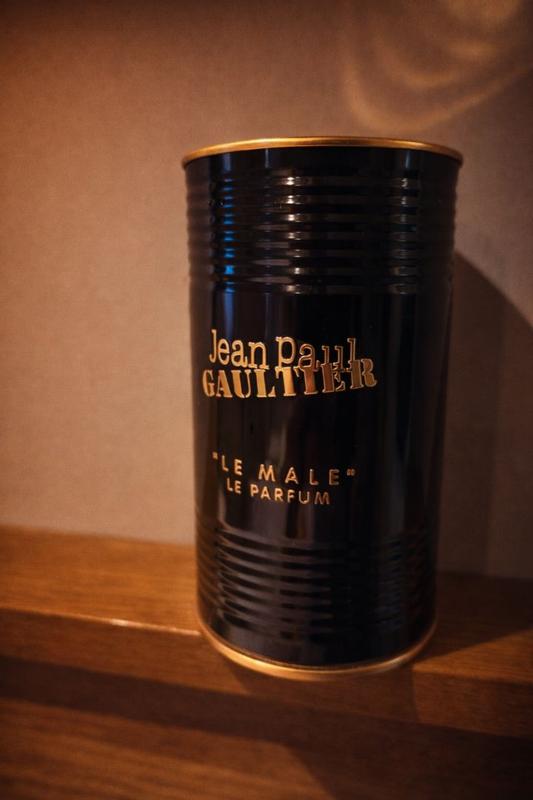 Jean Paul
GAULTIER
"LE MALE"
LE PARFUM